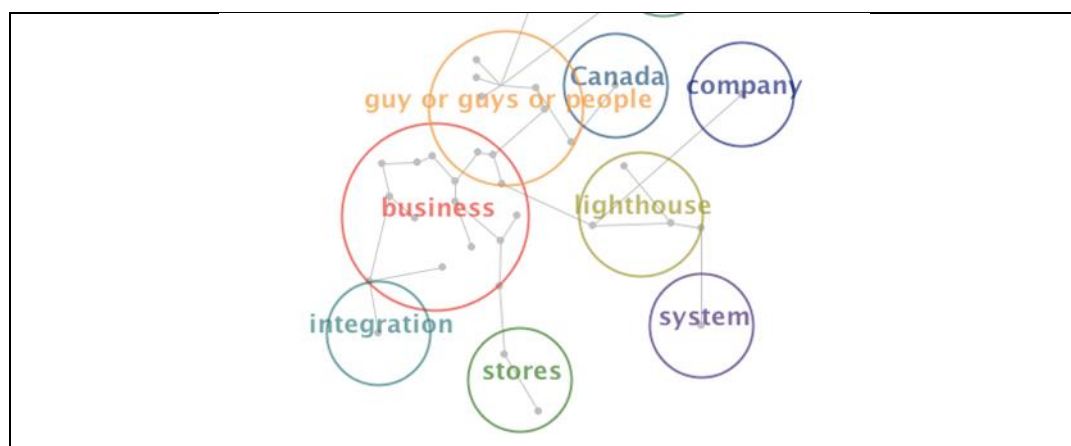 Canada
company
guy or guys or people
business
lighthouse
integration
system
stores